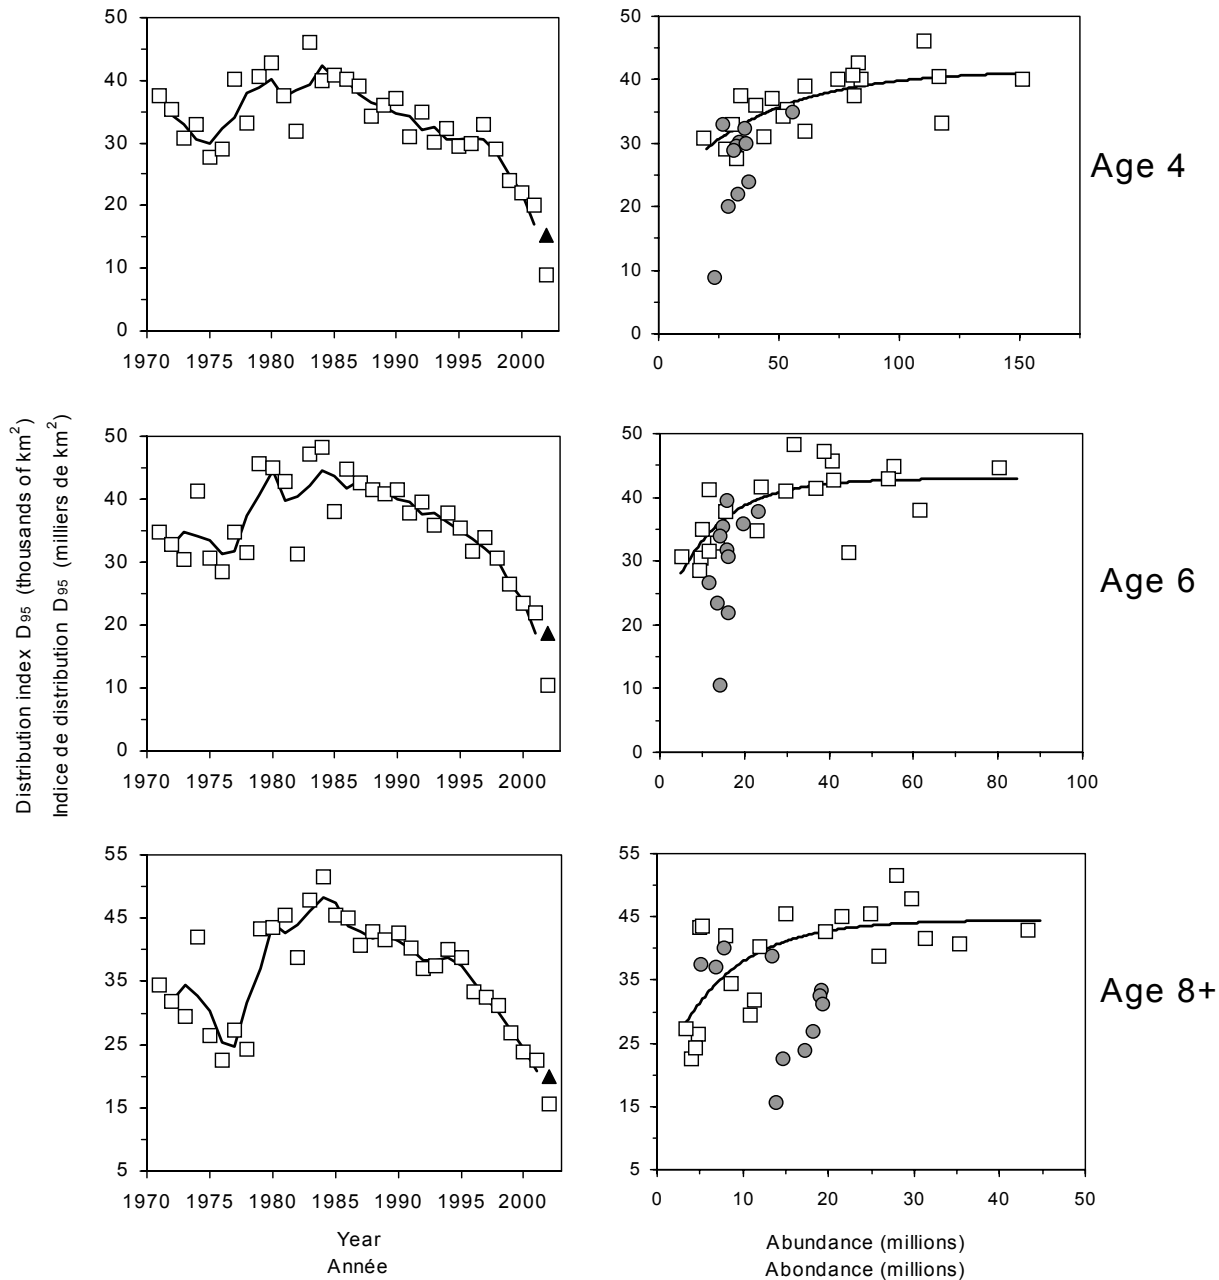 50
40
30
20
10
0
1970 1975 1980 1985 1990 1995 2000
50
40
30
20
10
0
0 50 100 150
Age 4
Distribution index D95 (thousands of km2)
Indice de distribution D95 (milliers de km2)
50
40
30
20
10
0
1970 1975 1980 1985 1990 1995 2000
50
40
30
20
10
0
0 20 40 60 80 100
Age 6
55
45
35
25
15
5
1970 1975 1980 1985 1990 1995 2000
Year
Année
55
45
35
25
15
5
0 10 20 30 40 50
Abundance (millions)
Abondance (millions)
Age 8+